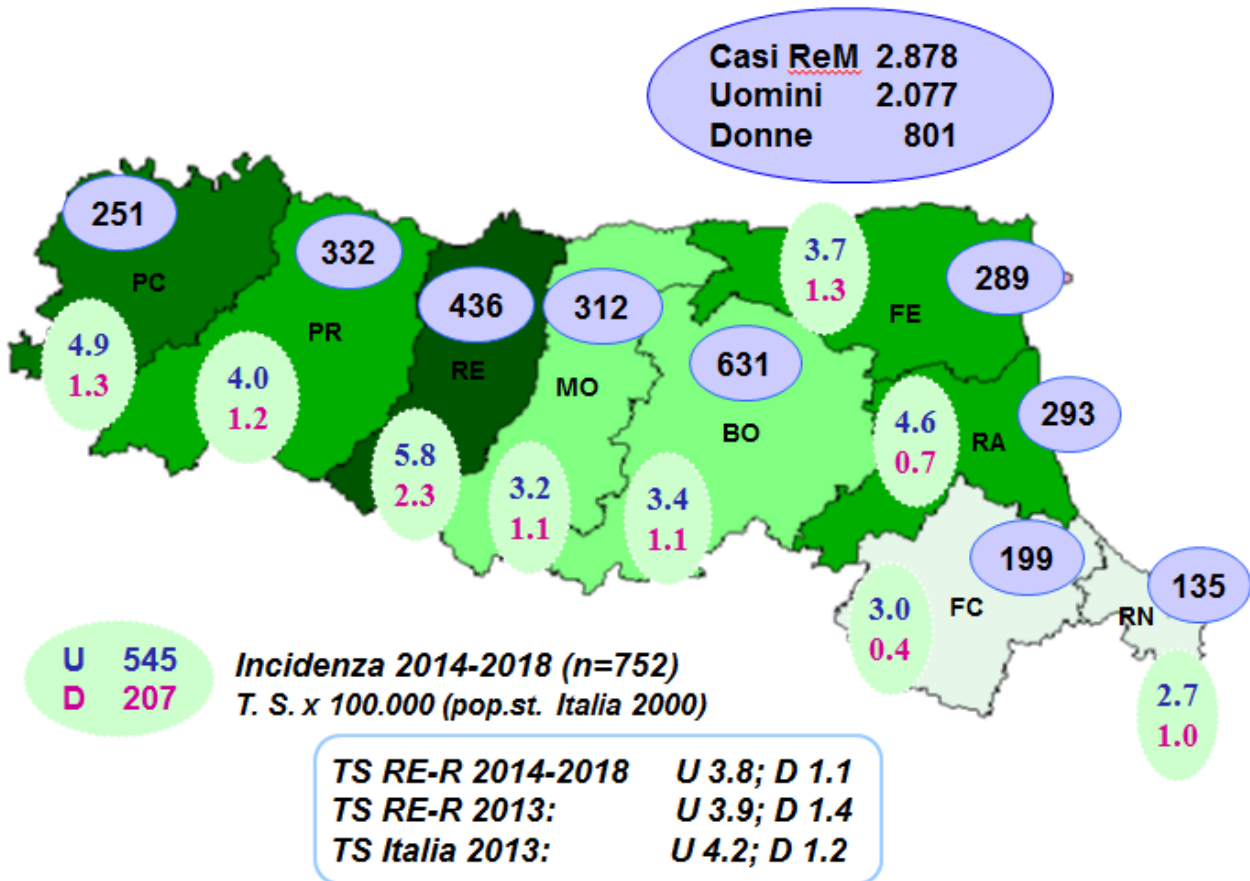 Casi ReM 2.878
Uomini 2.077
Donne 801
251
PC
4.9
1.3
332
PR
4.0
1.2
436
RE
5.8
2.3
312
MO
3.2
1.1
631
BO
3.4
1.1
3.7
1.3
289
FE
293
RA
4.6
0.7
199
FC
3.0
0.4
135
RN
2.7
1.0
U 545
D 207
Incidenza 2014-2018 (n=752)
T. S. x 100.000 (pop.st. Italia 2000)
TS RE-R 2014-2018 U 3.8; D 1.1
TS RE-R 2013: U 3.9; D 1.4
TS Italia 2013: U 4.2; D 1.2